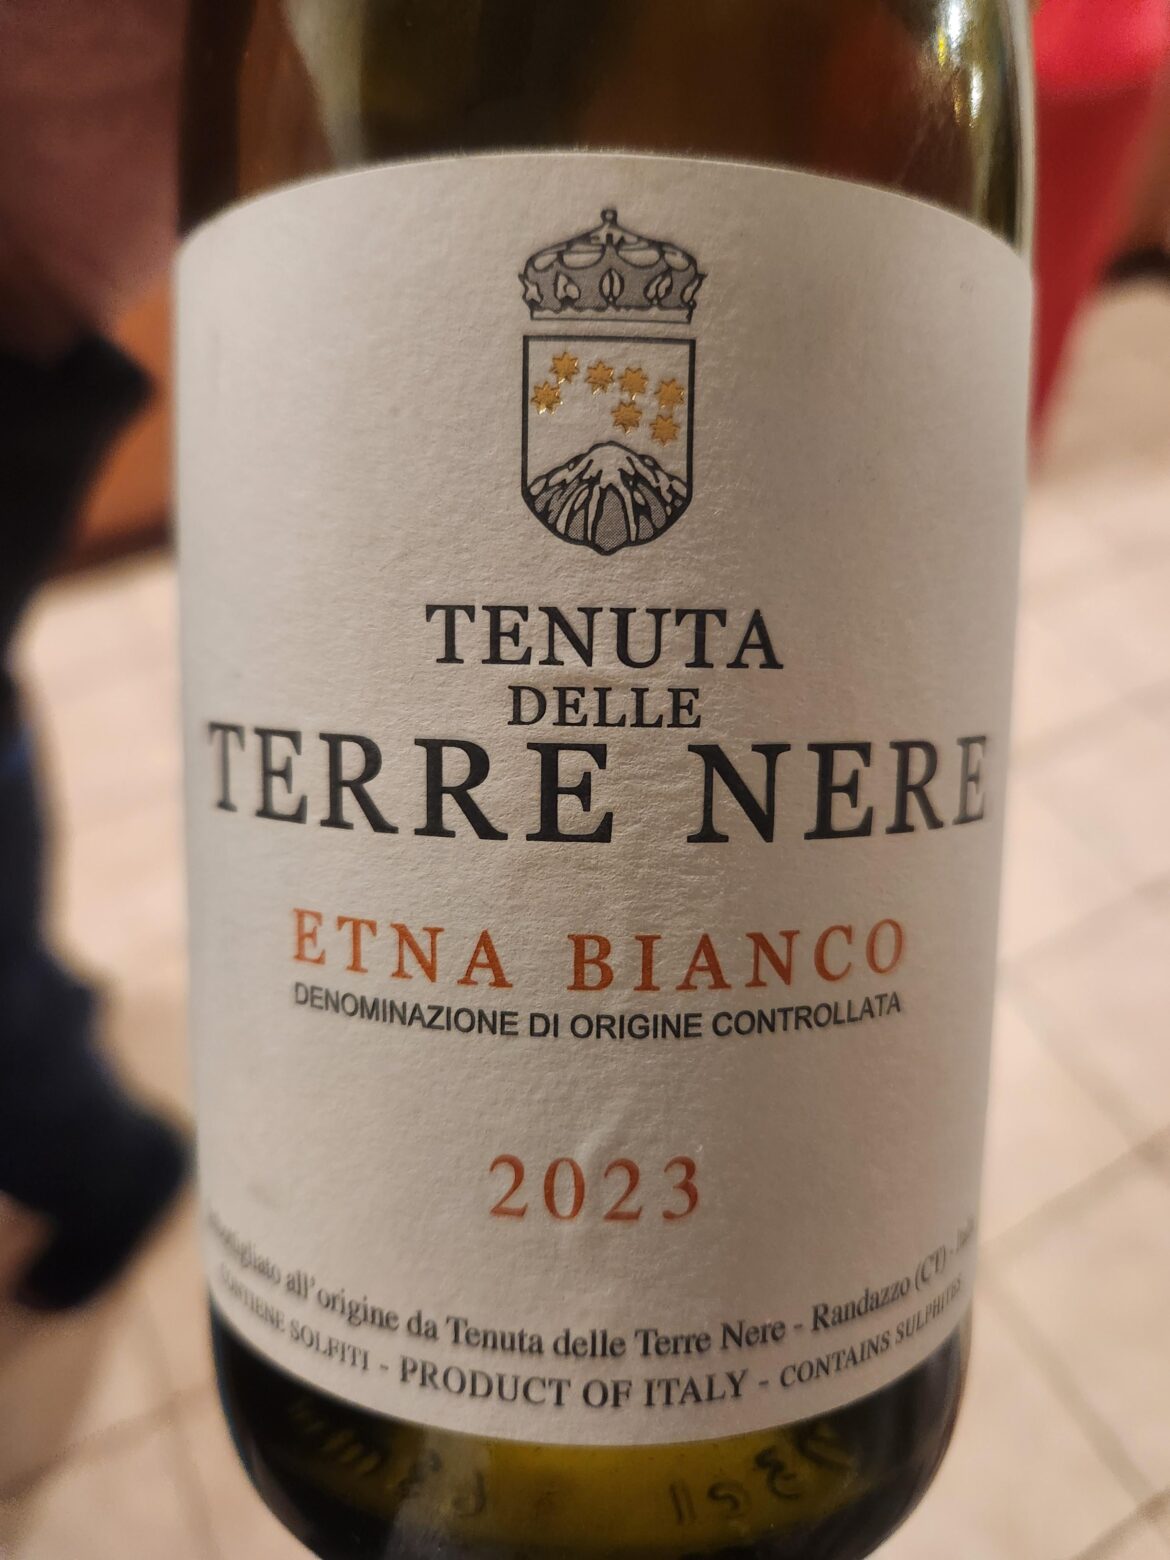 TENUTA
DELLE
TERRE NERE
ETNA BIANCO
DENOMINAZIONE DI ORIGINE CONTROLLATA
2023
all'origine da Tenuta delle Terre Nere - Randazzo (CT) -
CONTIENE SOLFITI - PRODUCT OF ITALY - CONTAINS SULPHITES